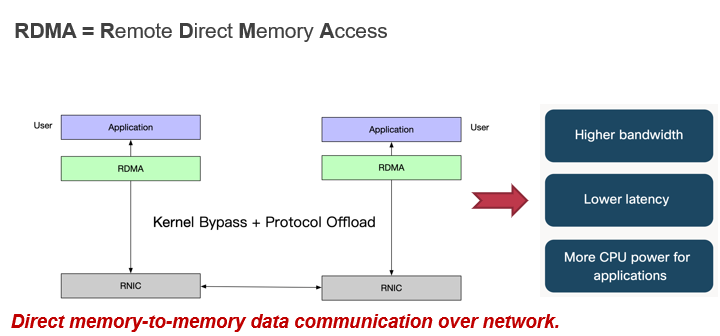 RDMA = Remote Direct Memory Access
User
Application
RDMA
Application
User
RDMA
Kernel Bypass + Protocol Offload
RNIC
RNIC
Higher bandwidth
Lower latency
More CPU power for
applications
Direct memory-to-memory data communication over network.